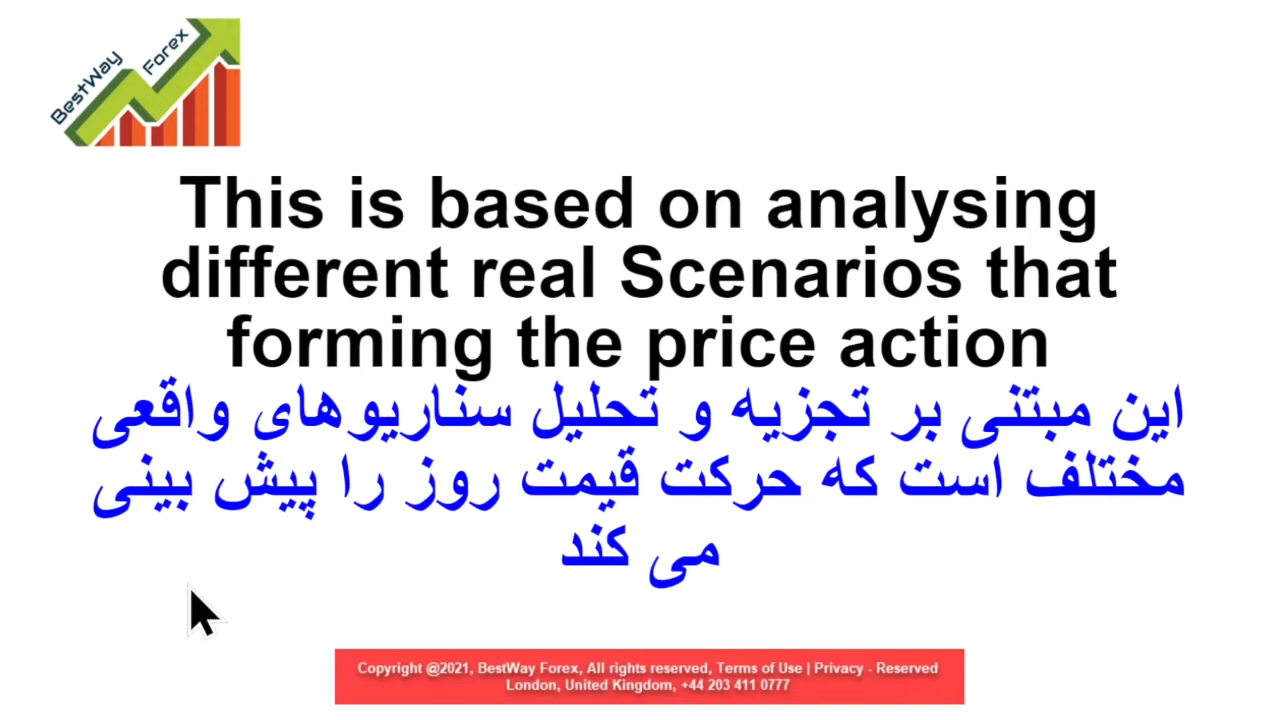 BestWay Forex
This is based on analysing
different real Scenarios that
forming the price action
این مبتنی بر تجزیه و تحلیل سناریوهای واقعی
مختلف است که حرکت قیمت روز را پیش بینی
می کند
Copyright @2021, BestWay Forex, All rights reserved, Terms of Use | Privacy - Reserved
London, United Kingdom, +44 203 411 0777